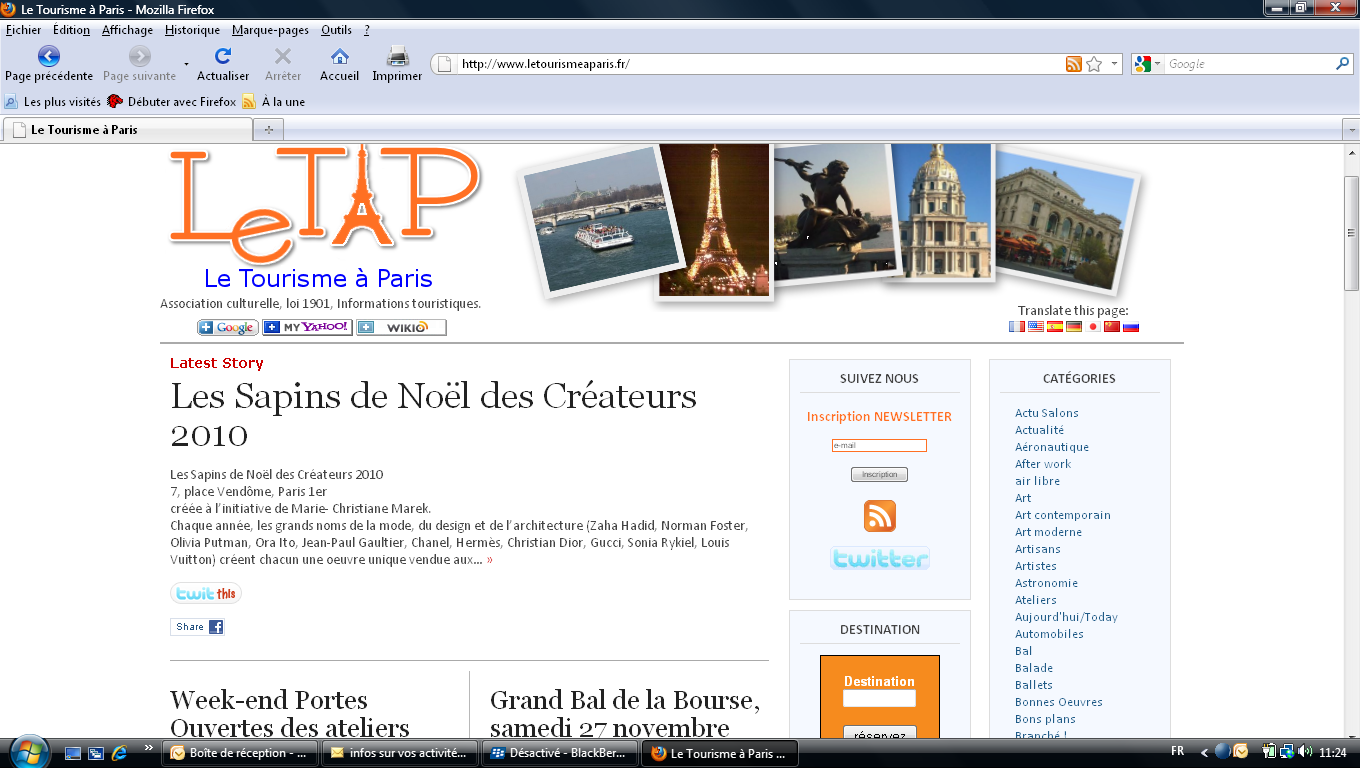 Le Tourisme à Paris - Mozilla Firefox
Fichier Édition Affichage Historique Marque-pages Outils ?
Page précédente Page suivante Actualiser Arrêter Accueil Imprimer
http://www.letourismeaparis.fr/
Google
Les plus visités Débuter avec Firefox À la une
Le Tourisme à Paris
LeTAP
Le Tourisme à Paris
Association culturelle, loi 1901, Informations touristiques.
Google MY YAHOO! WIKIO
Translate this page:
Latest Story
Les Sapins de Noël des Créateurs
2010
Les Sapins de Noël des Créateurs 2010
7, place Vendôme, Paris 1er
créée à l'initiative de Marie- Christiane Marek.
Chaque année, les grands noms de la mode, du design et de l'architecture (Zaha Hadid, Norman Foster,
Olivia Putman, Ora Ito, Jean-Paul Gaultier, Chanel, Hermès, Christian Dior, Gucci, Sonia Rykiel, Louis
Vuitton) créent chacun une oeuvre unique vendue aux... »
twit this
Share
Week-end Portes
Ouvertes des ateliers
Grand Bal de la Bourse,
samedi 27 novembre
SUIVEZ NOUS
Inscription NEWSLETTER
e-mail
Inscription
twitter
DESTINATION
Destination
réservez
CATÉGORIES
Actu Salons
Actualité
Aéronautique
After work
air libre
Art
Art contemporain
Art moderne
Artisans
Artistes
Astronomie
Ateliers
Aujourd'hui/Today
Automobiles
Bal
Balade
Ballets
Bonnes Oeuvres
Bons plans
Branché !
Boîte de réception - ... infos sur vos activité... Désactivé - BlackBer... Le Tourisme à Paris ... FR 11:24